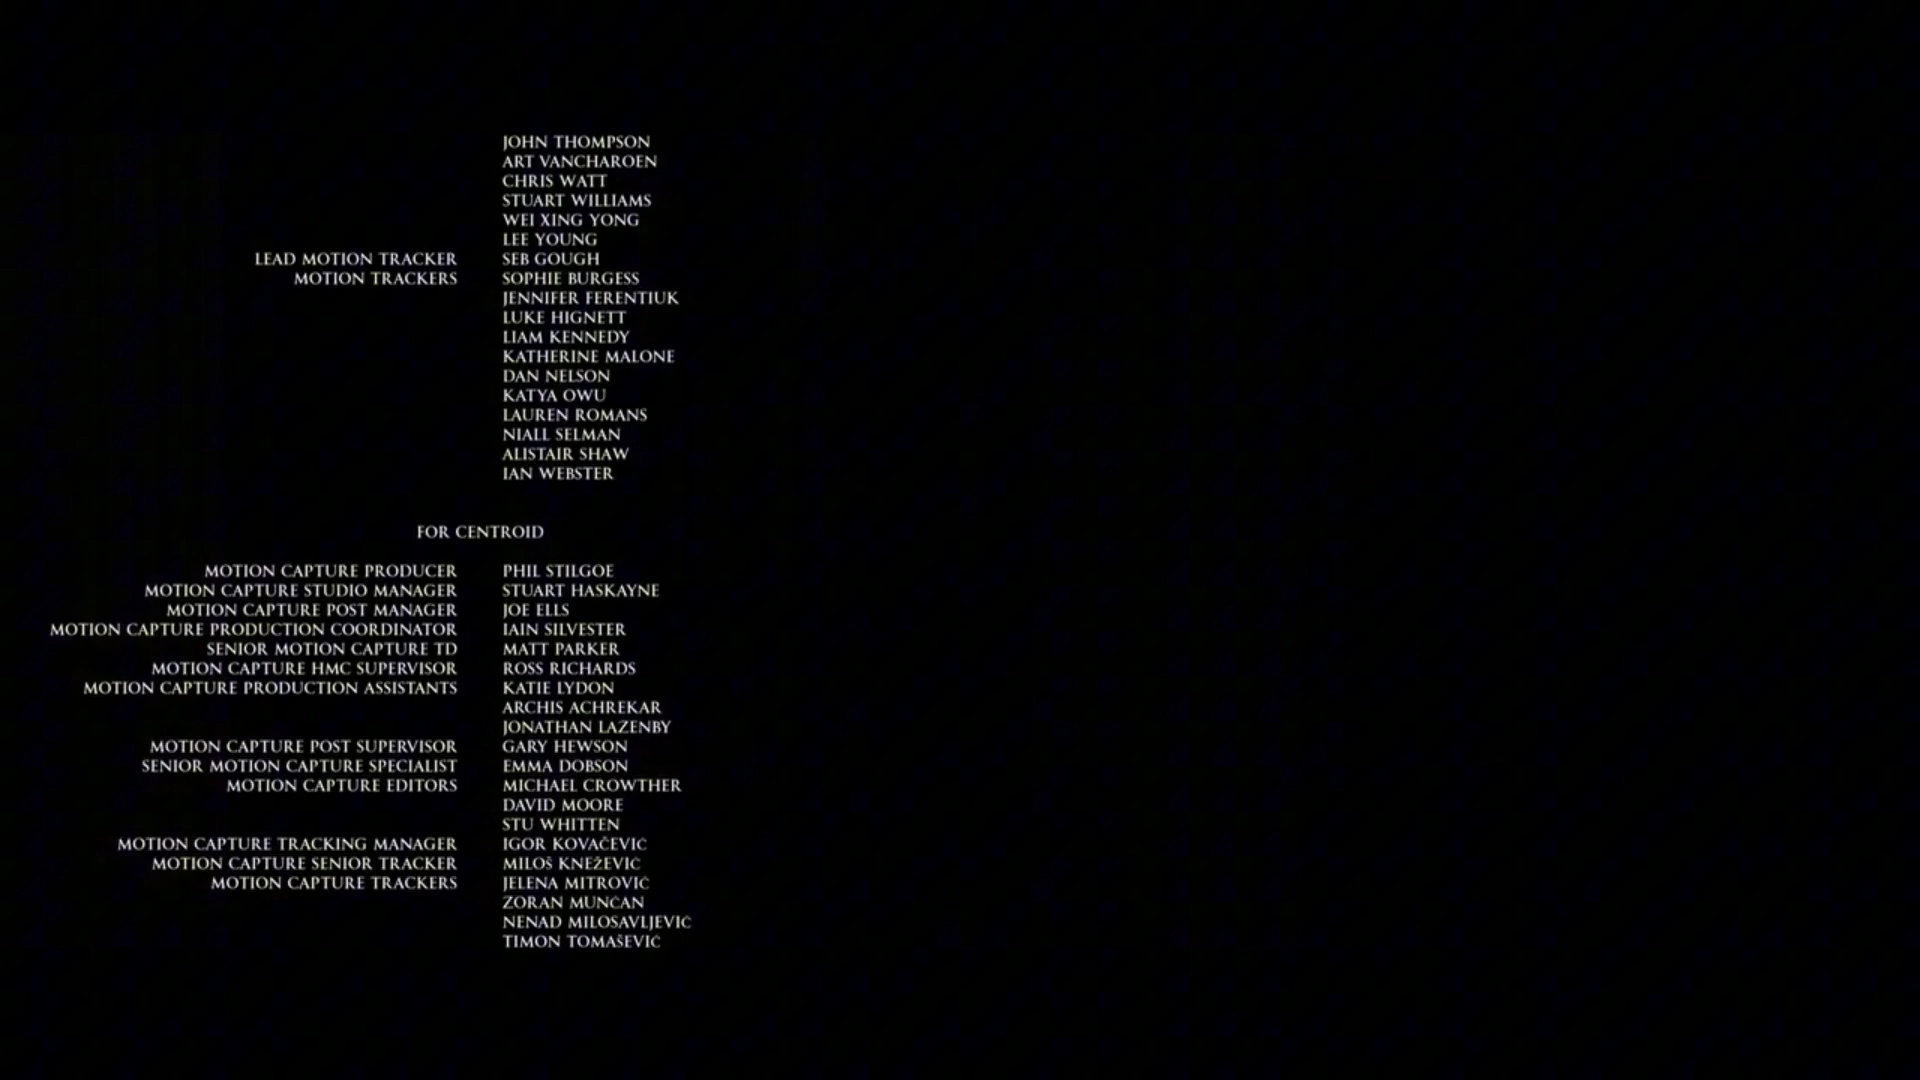 JOHN THOMPSON
ART VANCHAROEN
CHRIS WATT
STUART WILLIAMS
WEI XING YONG
LEE YOUNG
LEAD MOTION TRACKER SEB GOUGH
MOTION TRACKERS SOPHIE BURGESS
JENNIFER FERENTIUK
LUKE HIGNETT
LIAM KENNEDY
KATHERINE MALONE
DAN NELSON
KATYA OWU
LAUREN ROMANS
NIALL SELMAN
ALISTAIR SHAW
IAN WEBSTER
FOR CENTROID
MOTION CAPTURE PRODUCER PHIL STILGOE
MOTION CAPTURE STUDIO MANAGER STUART HASKAYNE
MOTION CAPTURE POST MANAGER JOE ELLS
MOTION CAPTURE PRODUCTION COORDINATOR IAIN SILVESTER
SENIOR MOTION CAPTURE TD MATT PARKER
MOTION CAPTURE HMC SUPERVISOR ROSS RICHARDS
MOTION CAPTURE PRODUCTION ASSISTANTS KATIE LYDON
ARCHIS ACHREKAR
JONATHAN LAZENBY
MOTION CAPTURE POST SUPERVISOR GARY HEWSON
SENIOR MOTION CAPTURE SPECIALIST EMMA DOBSON
MOTION CAPTURE EDITORS MICHAEL CROWTHER
DAVID MOORE
STU WHITTEN
MOTION CAPTURE TRACKING MANAGER IGOR KOVAČEVIĆ
MOTION CAPTURE SENIOR TRACKER MILOŠ KNEŽEVIĆ
MOTION CAPTURE TRACKERS JELENA MITROVIĆ
ZORAN MUNĆAN
NENAD MILOSAVLJEVIĆ
TIMON TOMAŠEVIĆ